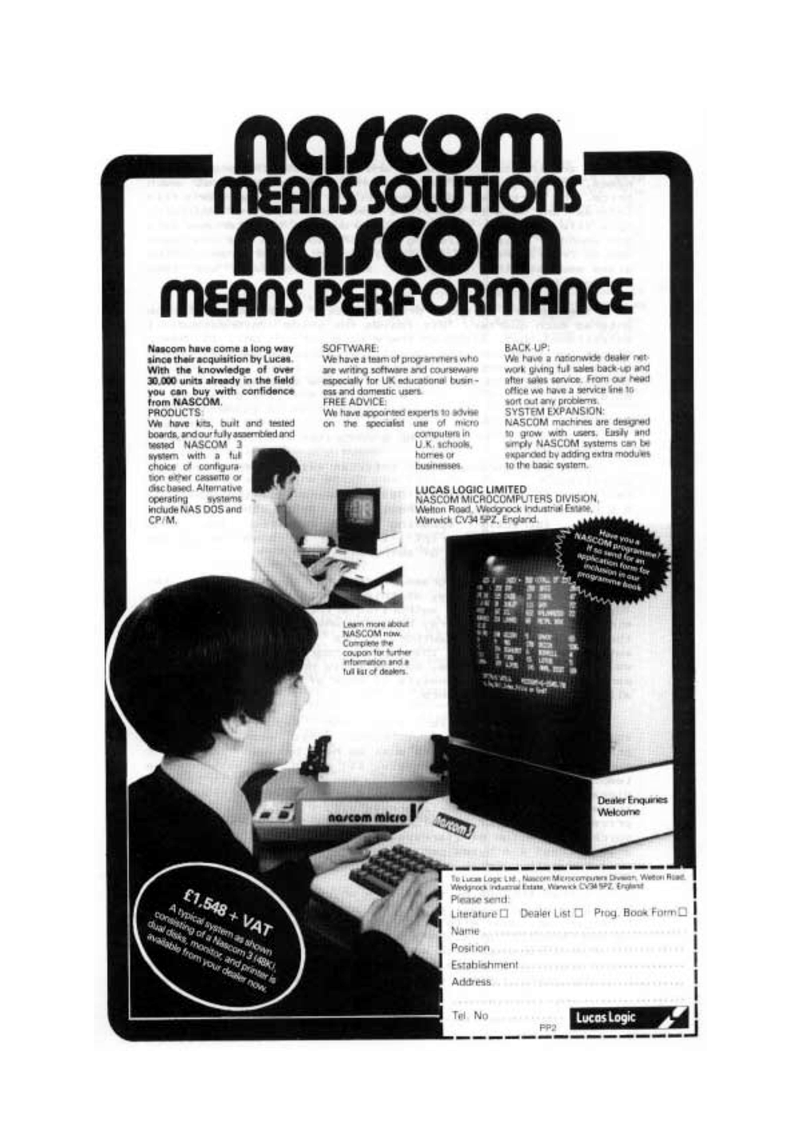 nascom
MEANS SOLUTIONS
nascom
MEANS PERFORMANCE
Nascom have come a long way
since their acquisition by Lucas.
With the knowledge of over
30,000 units already in the field
you can buy with confidence
from NASCOM.
PRODUCTS:
We have kits, built and tested
boards, and our fully assembled and
tested NASCOM 3
system with a full
choice of configura-
tion either cassette or
disc based. Alternative
operating systems
include NAS DOS and
CP/M.
SOFTWARE:
We have a team of programmers who
are writing software and courseware
especially for UK educational busin-
ess and domestic users.
FREE ADVICE:
We have appointed experts to advise
on the specialist use of micro
computers in
U.K. schools,
homes or
businesses.
BACK-UP:
We have a nationwide dealer net-
work giving full sales back-up and
after sales service. From our head
office we have a service line to
sort out any problems.
SYSTEM EXPANSION:
NASCOM machines are designed
to grow with users. Easily and
simply NASCOM systems can be
expanded by adding extra modules
to the basic system.
LUCAS LOGIC LIMITED
NASCOM MICROCOMPUTERS DIVISION,
Welton Road, Wedgnock Industrial Estate,
Warwick CV34 5PZ, England.
Have you a
NASCOM programme?
If so send for an
application form for
inclusion in our
programme book
Learn more about
NASCOM now.
Complete the
coupon for further
information and a
full list of dealers.
Dealer Enquiries
Welcome
nascom micro
nascom 3
£1,548 + VAT
A typical system as shown
consisting of a Nascom 3 (48K),
dual disks, monitor, and printer is
available from your dealer now.
To Lucas Logic Ltd., Nascom Microcomputers Division, Welton Road,
Wedgnock Industrial Estate, Warwick CV34 5PZ, England
Please send:
Literature Dealer List Prog. Book Form
Name
Position
Establishment
Address
Tel. No
PP2
Lucas Logic